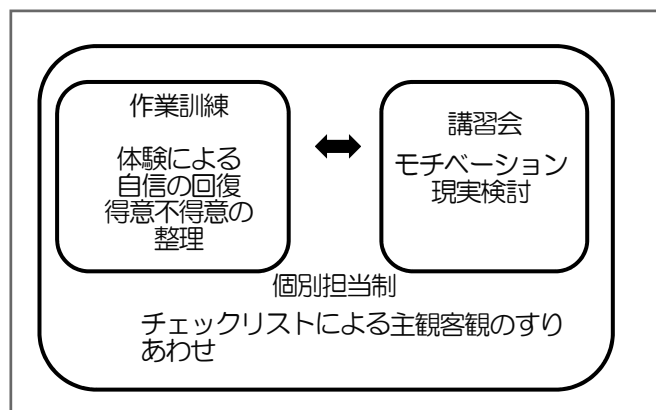 作業訓練
体験による
自信の回復
得意不得意の
整理
講習会
モチベーション
現実検討
個別担当制
チェックリストによる主観客観のすり
あわせ